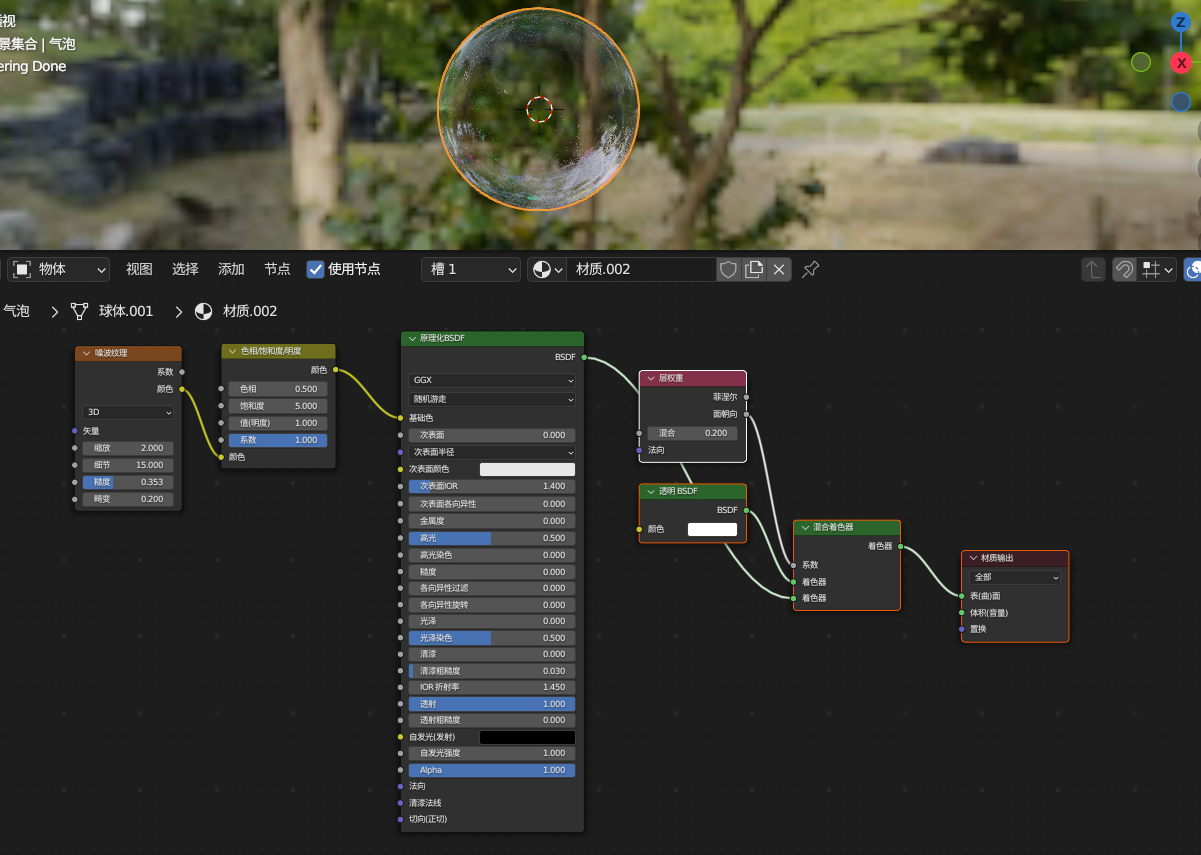 透视
景集合 | 气泡
ering Done
Z
X
物体
视图
选择
添加
节点
使用节点
槽 1
材质.002
气泡
球体.001
材质.002
噪波纹理
系数
颜色
3D
矢量
缩放 2.000
细节 15.000
糙度 0.353
畸变 0.200
色相/饱和度/明度
颜色
色相 0.500
饱和度 5.000
值(明度) 1.000
系数 1.000
颜色
原理化BSDF
BSDF
GGX
随机游走
基础色
次表面 0.000
次表面半径
次表面颜色
次表面IOR 1.400
次表面各向异性 0.000
金属度 0.000
高光 0.500
高光染色 0.000
糙度 0.000
各向异性过滤 0.000
各向异性旋转 0.000
光泽 0.000
光泽染色 0.500
清漆 0.000
清漆粗糙度 0.030
IOR 折射率 1.450
透射 1.000
透射粗糙度 0.000
自发光(发射)
自发光强度 1.000
Alpha 1.000
法向
清漆法线
切向(正切)
层权重
菲涅尔
面朝向
混合 0.200
法向
透明 BSDF
BSDF
颜色
混合着色器
着色器
系数
着色器
着色器
材质输出
全部
表(曲)面
体积(音量)
置换